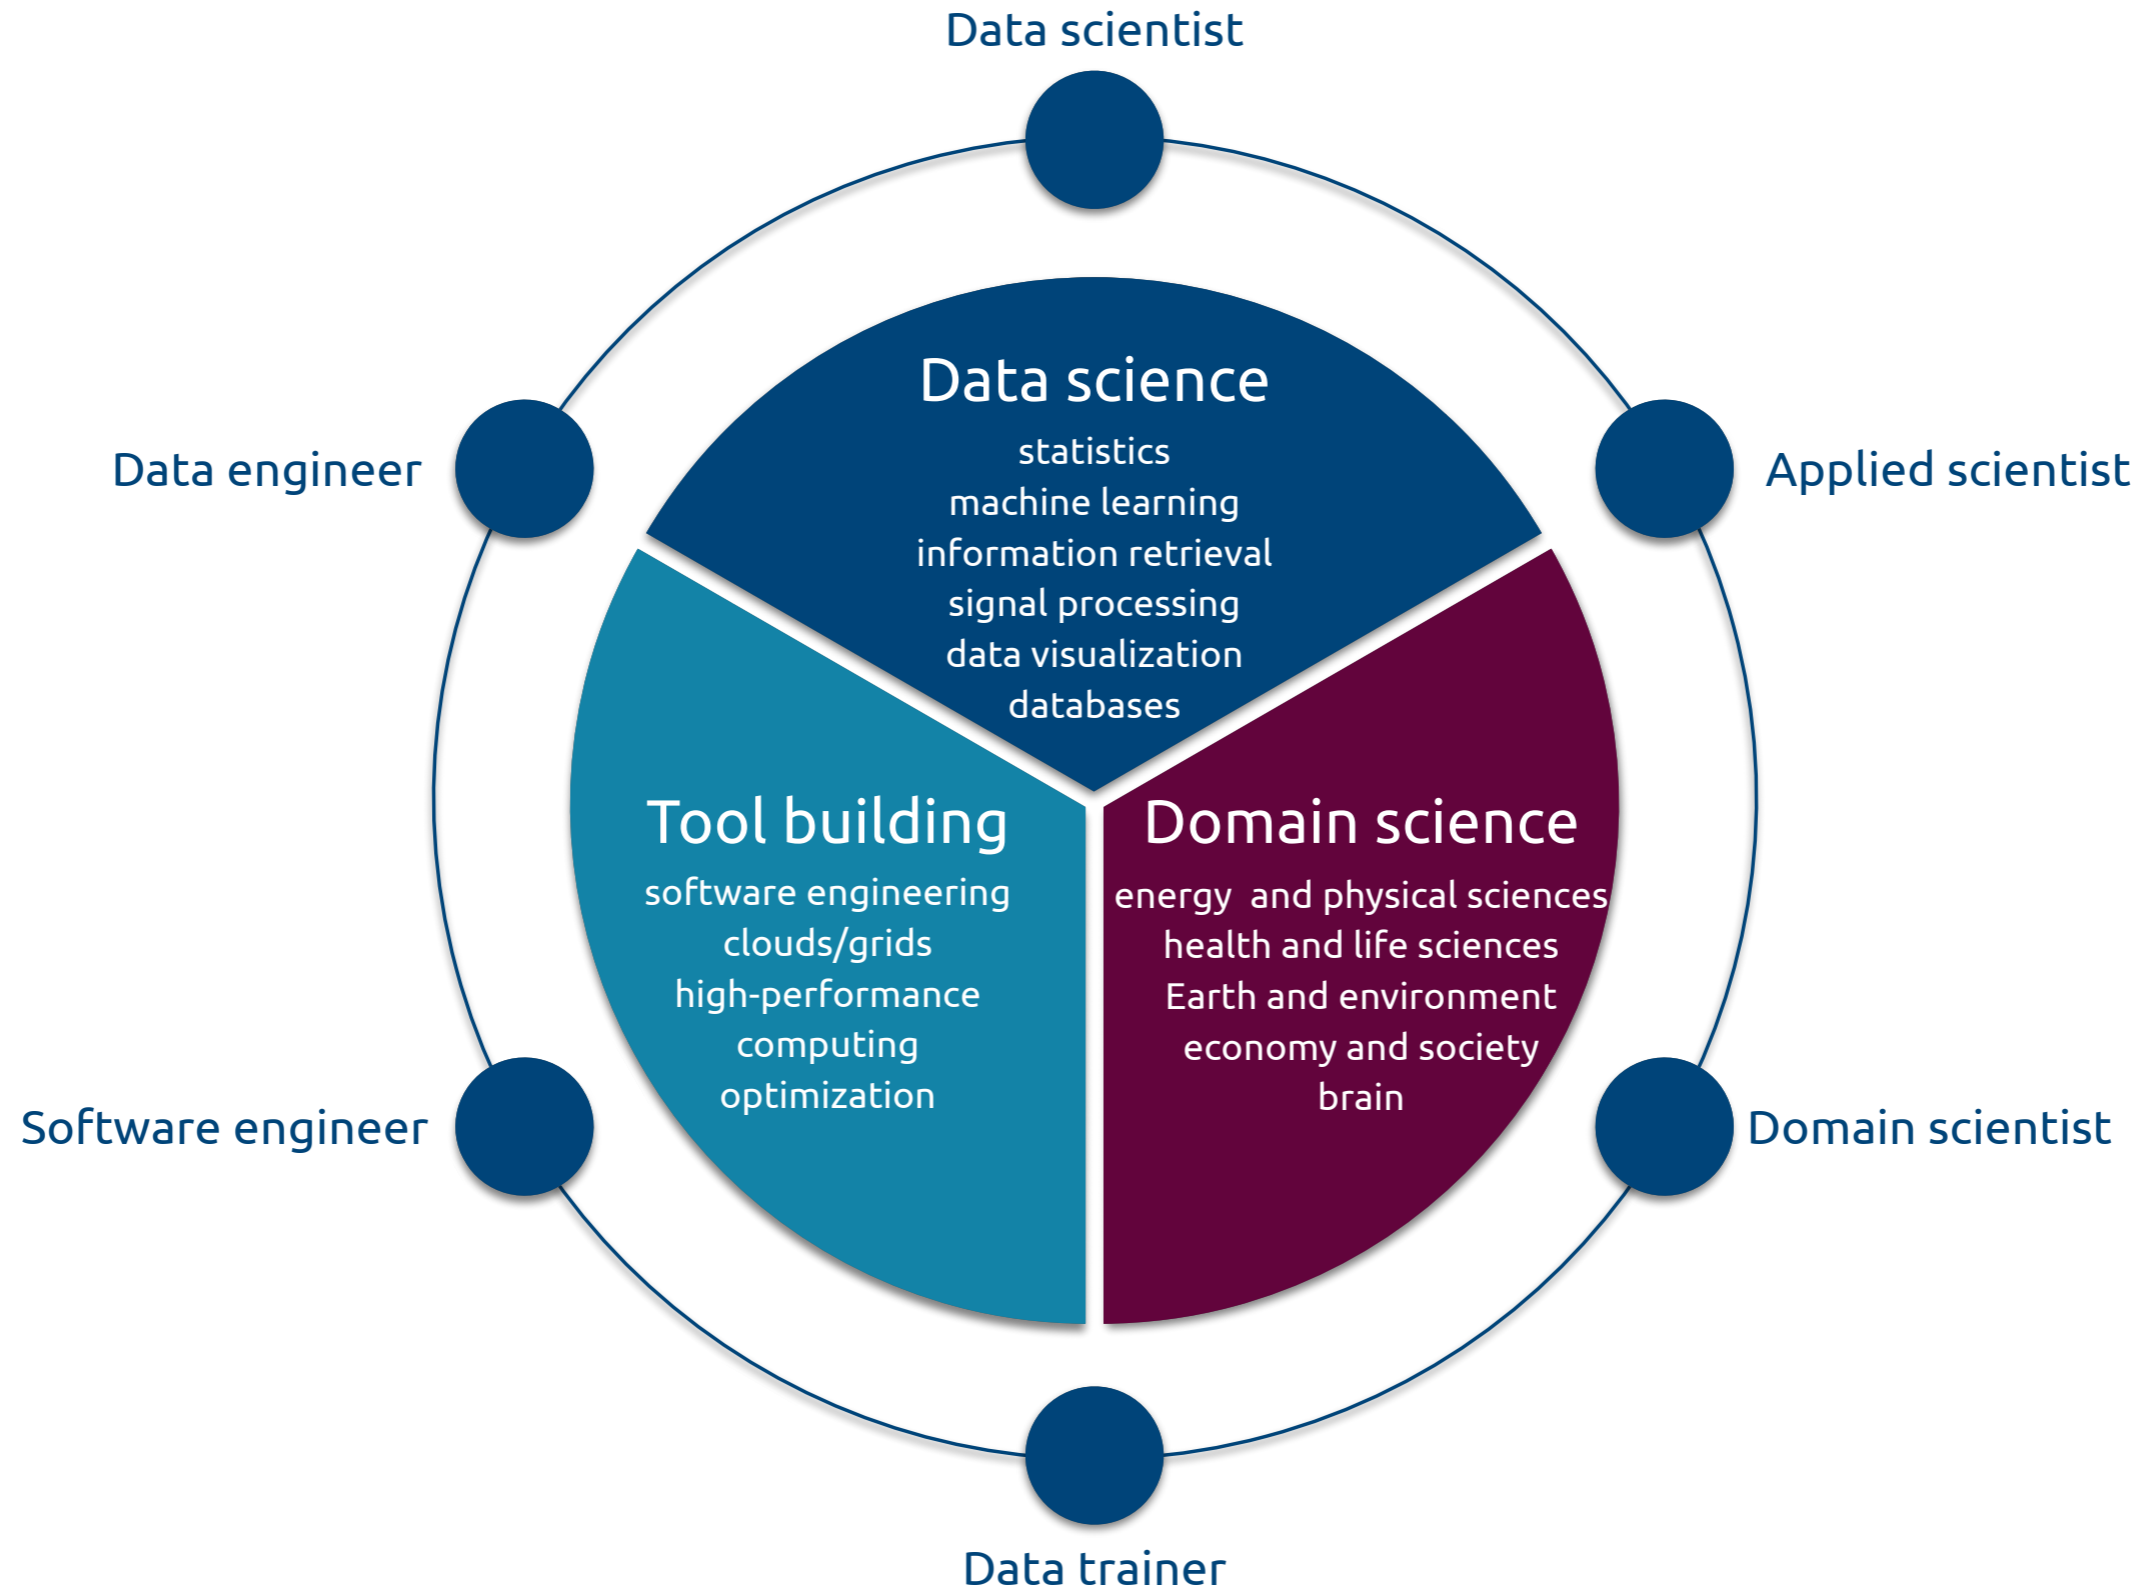 Data scientist
Data engineer
Applied scientist
Data science
statistics
machine learning
information retrieval
signal processing
data visualization
databases
Tool building
software engineering
clouds/grids
high-performance
computing
optimization
Domain science
energy  and physical sciences
health and life sciences
Earth and environment
economy and society
brain
Software engineer
Domain scientist
Data trainer